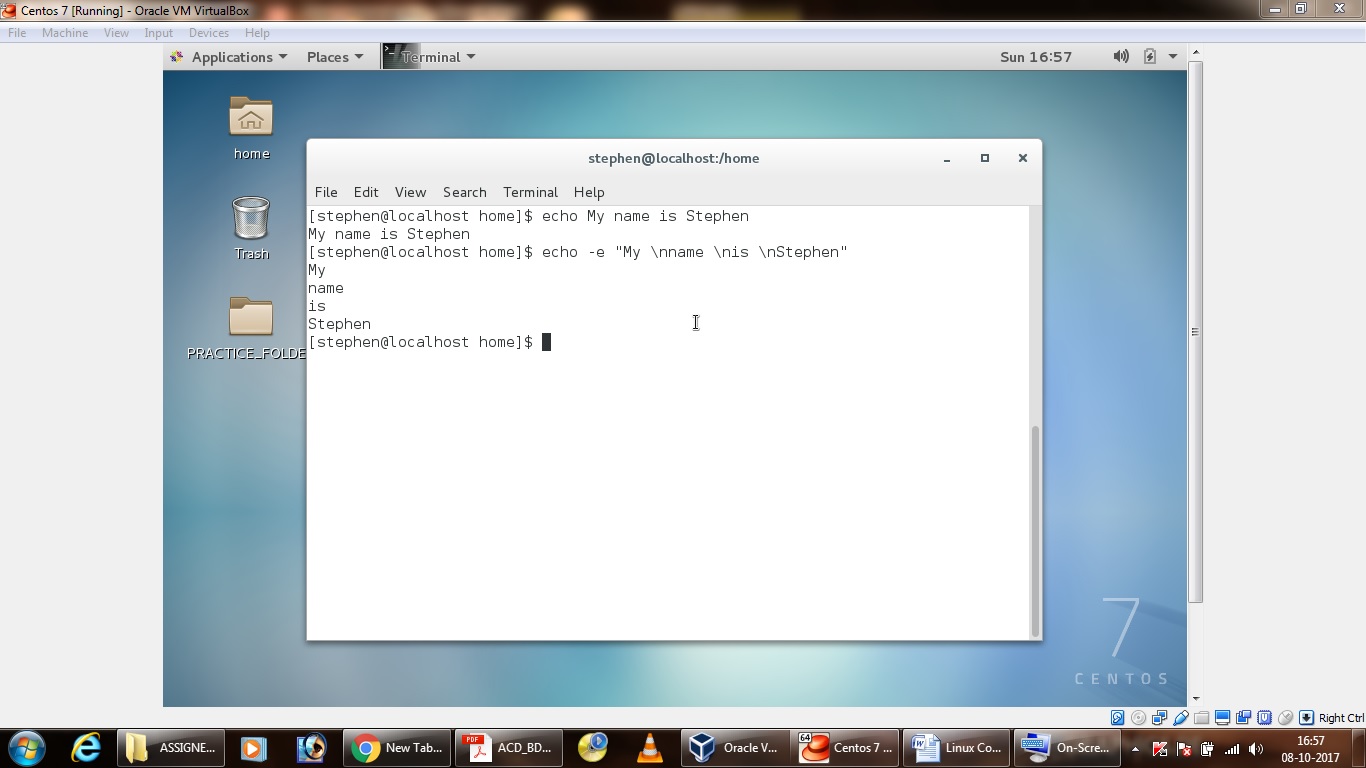 Centos 7 [Running] - Oracle VM VirtualBox
File Machine View Input Devices Help
Applications Places Terminal Sun 16:57
home
Trash
PRACTICE_FOLDE
stephen@localhost:/home
File Edit View Search Terminal Help
[stephen@localhost home]$ echo My name is Stephen
My name is Stephen
[stephen@localhost home]$ echo -e "My \nname \nis \nStephen"
My
name
is
Stephen
[stephen@localhost home]$
7
CENTOS
Right Ctrl
ASSIGNE... New Tab... PDF ACD_BD... Oracle V... 64 Centos 7 ... Linux Co... On-Scre... 16:57
08-10-2017